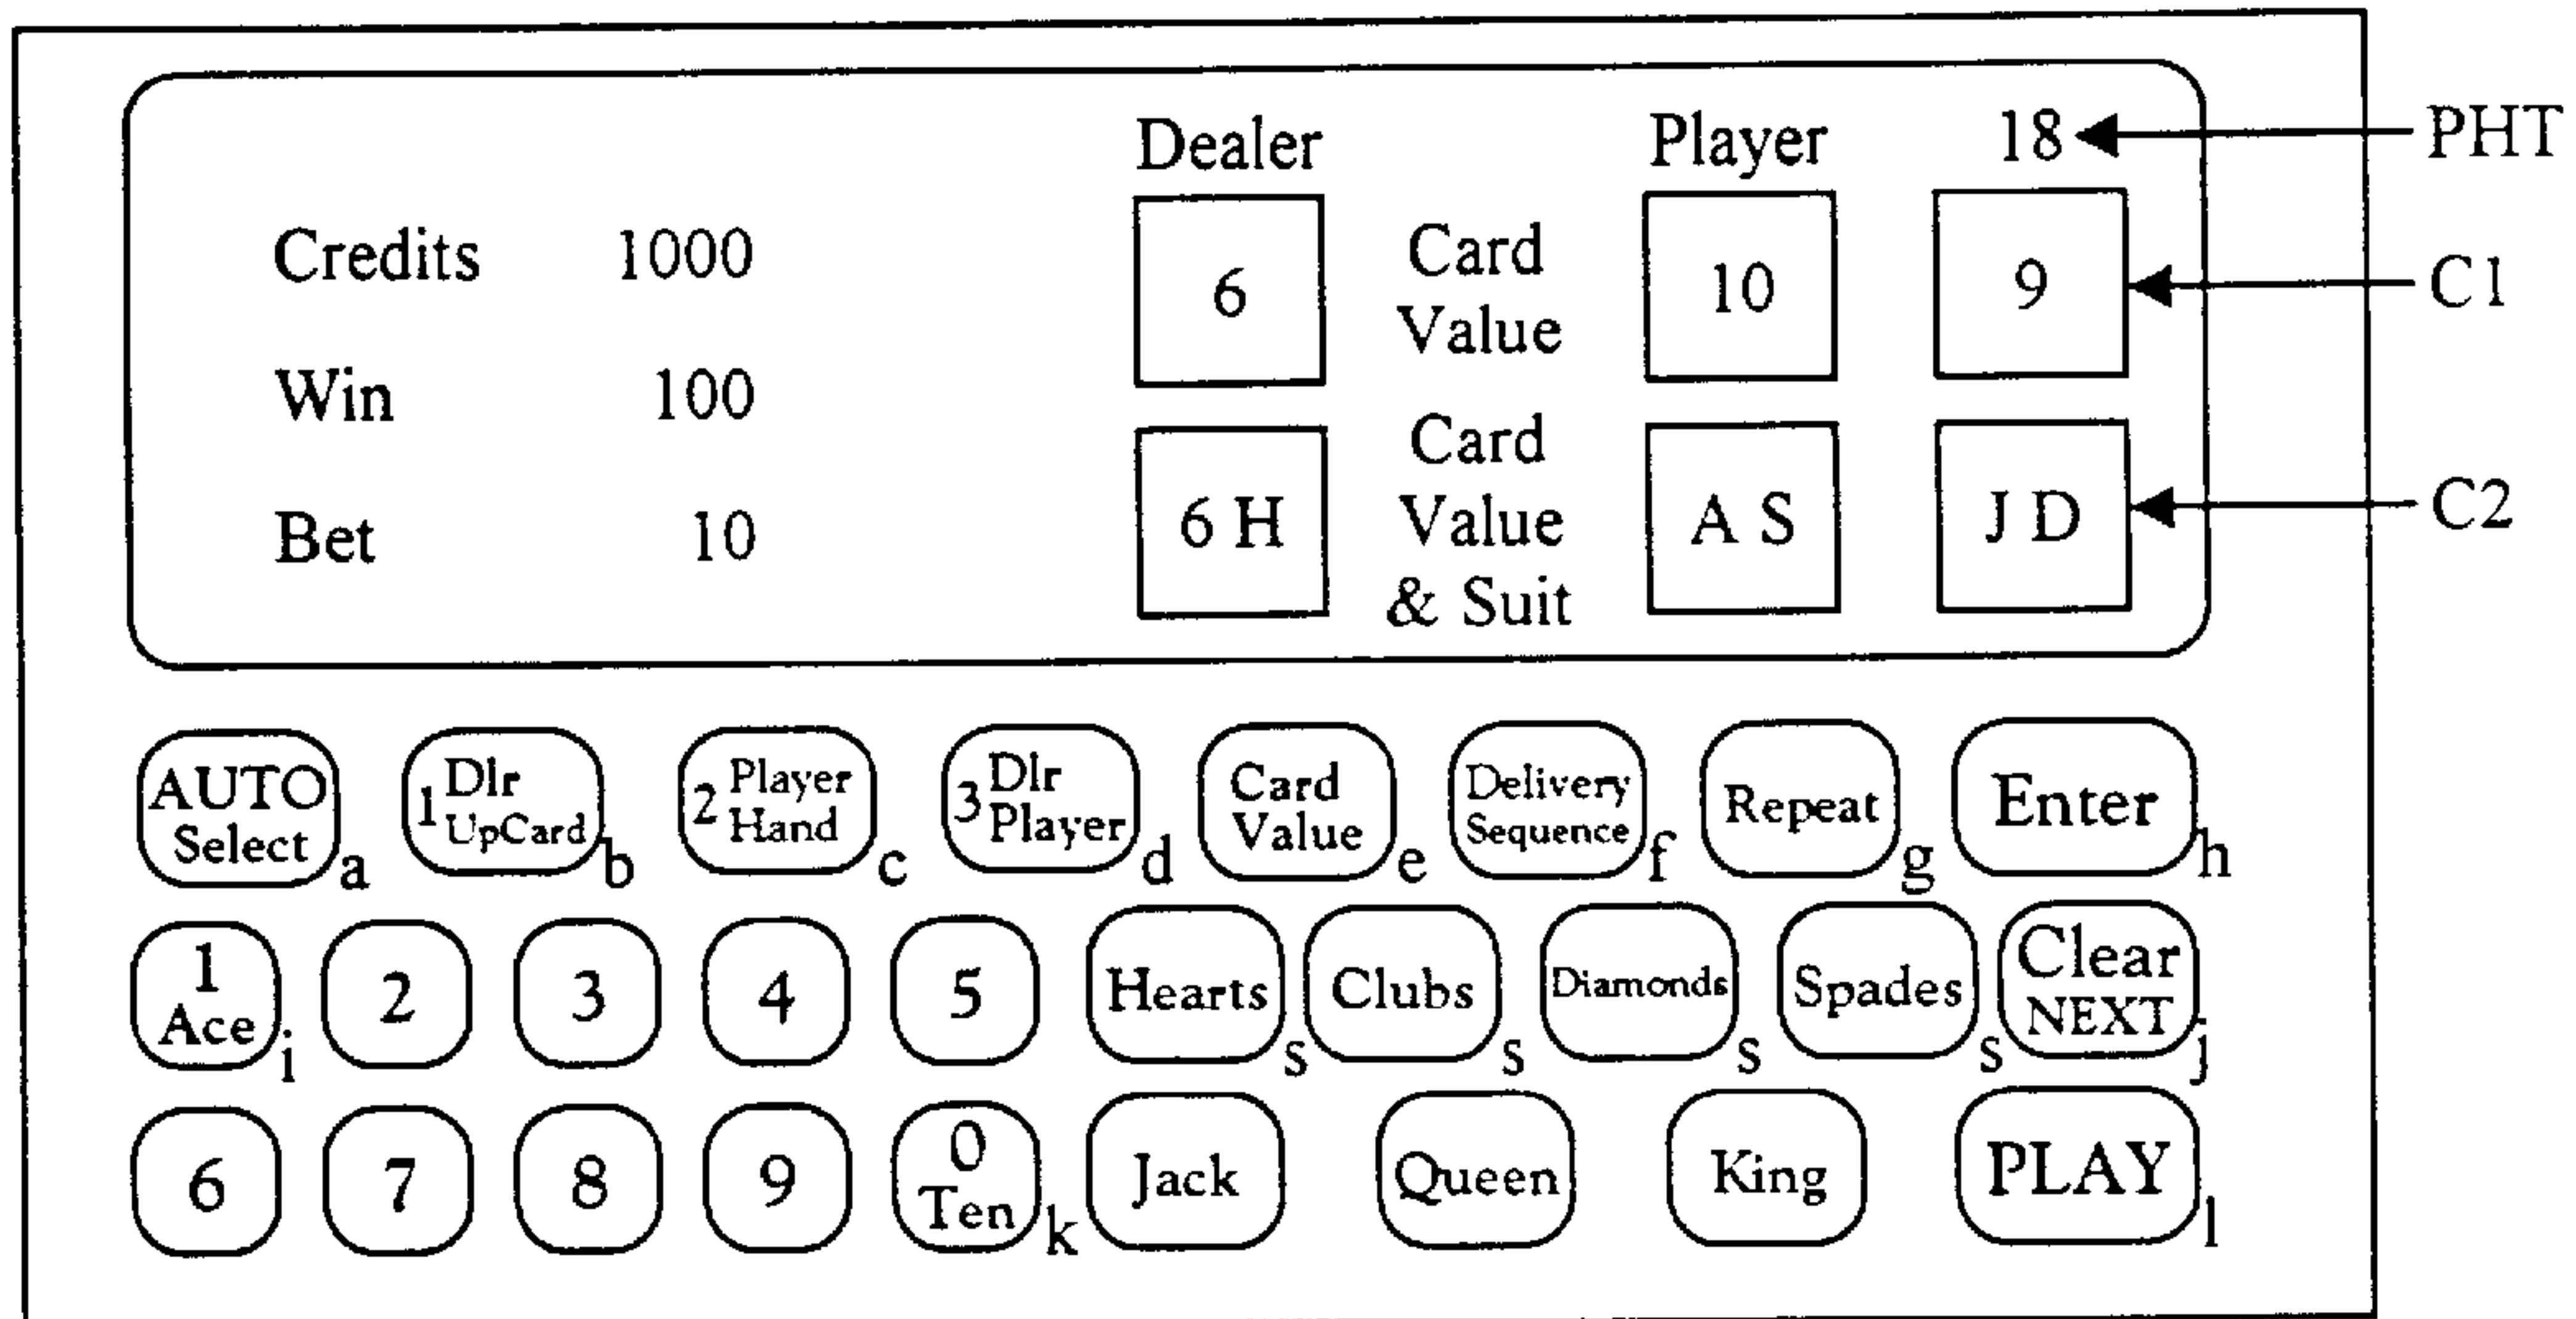 Dealer Player 18 PHT
Credits 1000 6 Card Value 10 9 C1
Win 100
Bet 10 6 H Card Value & Suit A S J D C2
AUTO Select a 1 Dlr UpCard b 2 Player Hand c 3 Dlr Player d Card Value e Delivery Sequence f Repeat g Enter h
1 Ace i 2 3 4 5 Hearts s Clubs s Diamonds s Spades s Clear NEXT j
6 7 8 9 0 Ten k Jack Queen King PLAY l